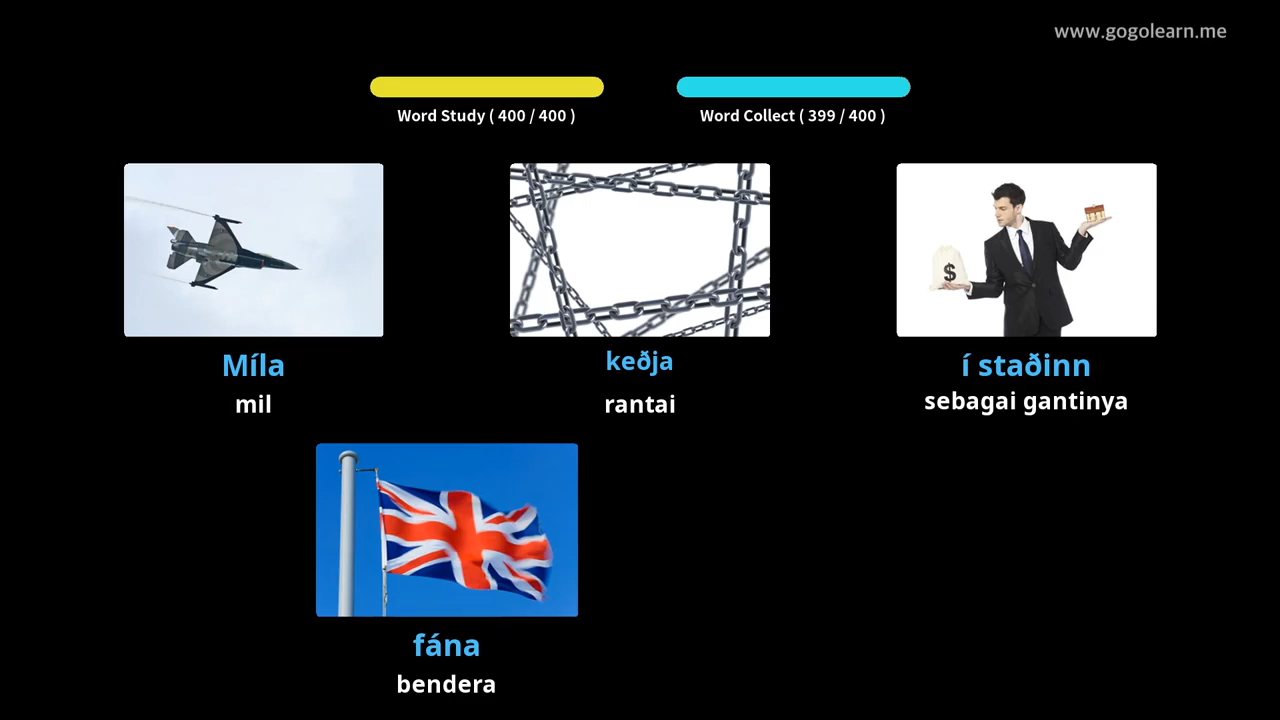 www.gogolearn.me
Word Study ( 400 / 400 )
Word Collect ( 399 / 400 )
Míla
mil
keðja
rantai
í staðinn
sebagai gantinya
$
fána
bendera